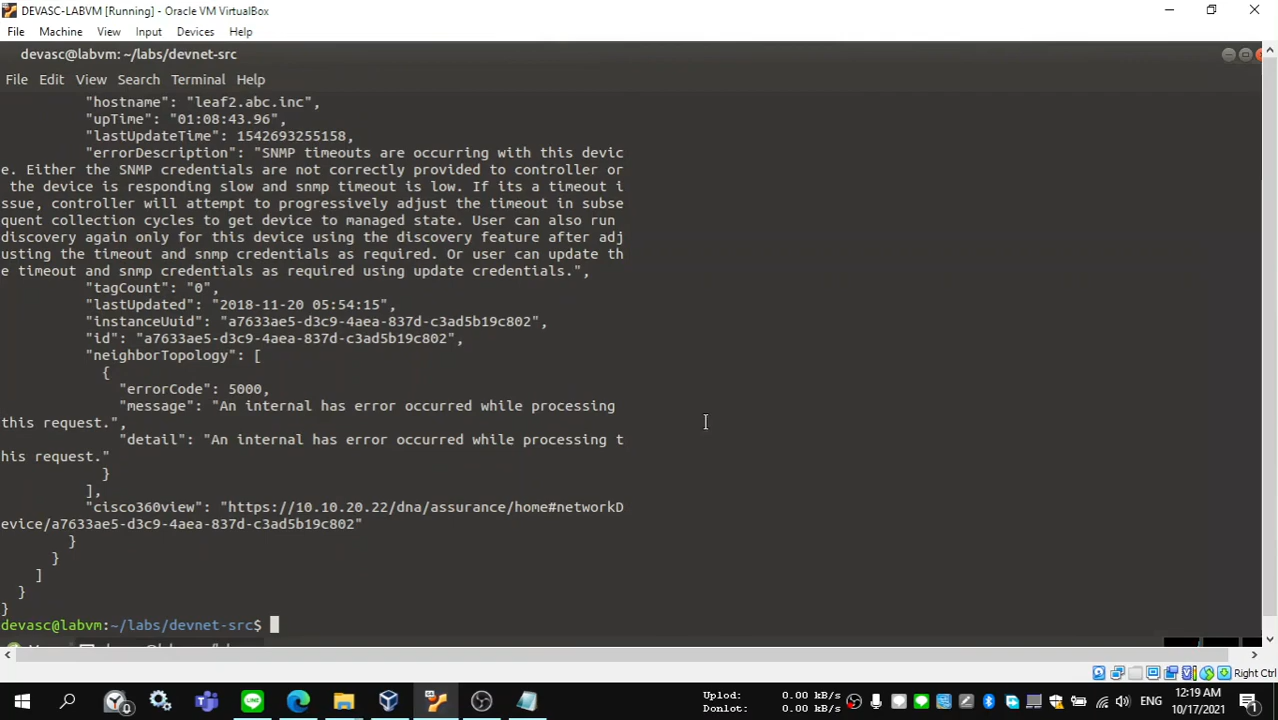 DEVASC-LABVM [Running] - Oracle VM VirtualBox
File Machine View Input Devices Help
devasc@labvm: ~/labs/devnet-src
File Edit View Search Terminal Help
"hostname": "leaf2.abc.inc",
"upTime": "01:08:43.96",
"lastUpdateTime": 1542693255158,
"errorDescription": "SNMP timeouts are occurring with this devic
e. Either the SNMP credentials are not correctly provided to controller or
the device is responding slow and snmp timeout is low. If its a timeout i
ssue, controller will attempt to progressively adjust the timeout in subse
quent collection cycles to get device to managed state. User can also run
discovery again only for this device using the discovery feature after adj
usting the timeout and snmp credentials as required. Or user can update th
e timeout and snmp credentials as required using update credentials.",
"tagCount": "0",
"lastUpdated": "2018-11-20 05:54:15",
"instanceUuid": "a7633ae5-d3c9-4aea-837d-c3ad5b19c802",
"id": "a7633ae5-d3c9-4aea-837d-c3ad5b19c802",
"neighborTopology": [
{
"errorCode": 5000,
"message": "An internal has error occurred while processing
this request.",
"detail": "An internal has error occurred while processing t
his request."
}
],
"cisco360view": "https://10.10.20.22/dna/assurance/home#networkD
evice/a7633ae5-d3c9-4aea-837d-c3ad5b19c802"
}
}
]
}
}
devasc@labvm:~/labs/devnet-src$
Right Ctrl
Uplod: 0.00 kB/s
Donlod: 0.00 kB/s
ENG
12:19 AM
10/17/2021